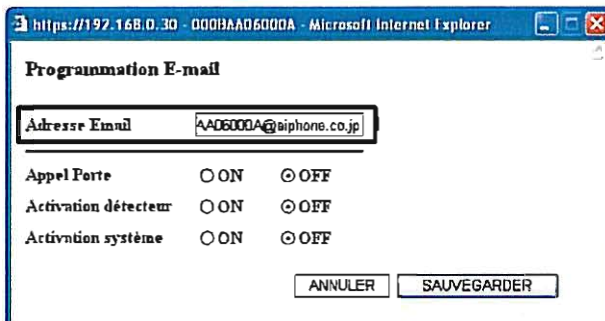 https://192.168.0.30 - 000BAA06000A - Microsoft Internet Explorer
Programmation E-mail
Adresse Email AA06000A@aiphone.co.jp
Appel Porte ON OFF
Activation détecteur ON OFF
Activation système ON OFF
ANNULER SAUVEGARDER